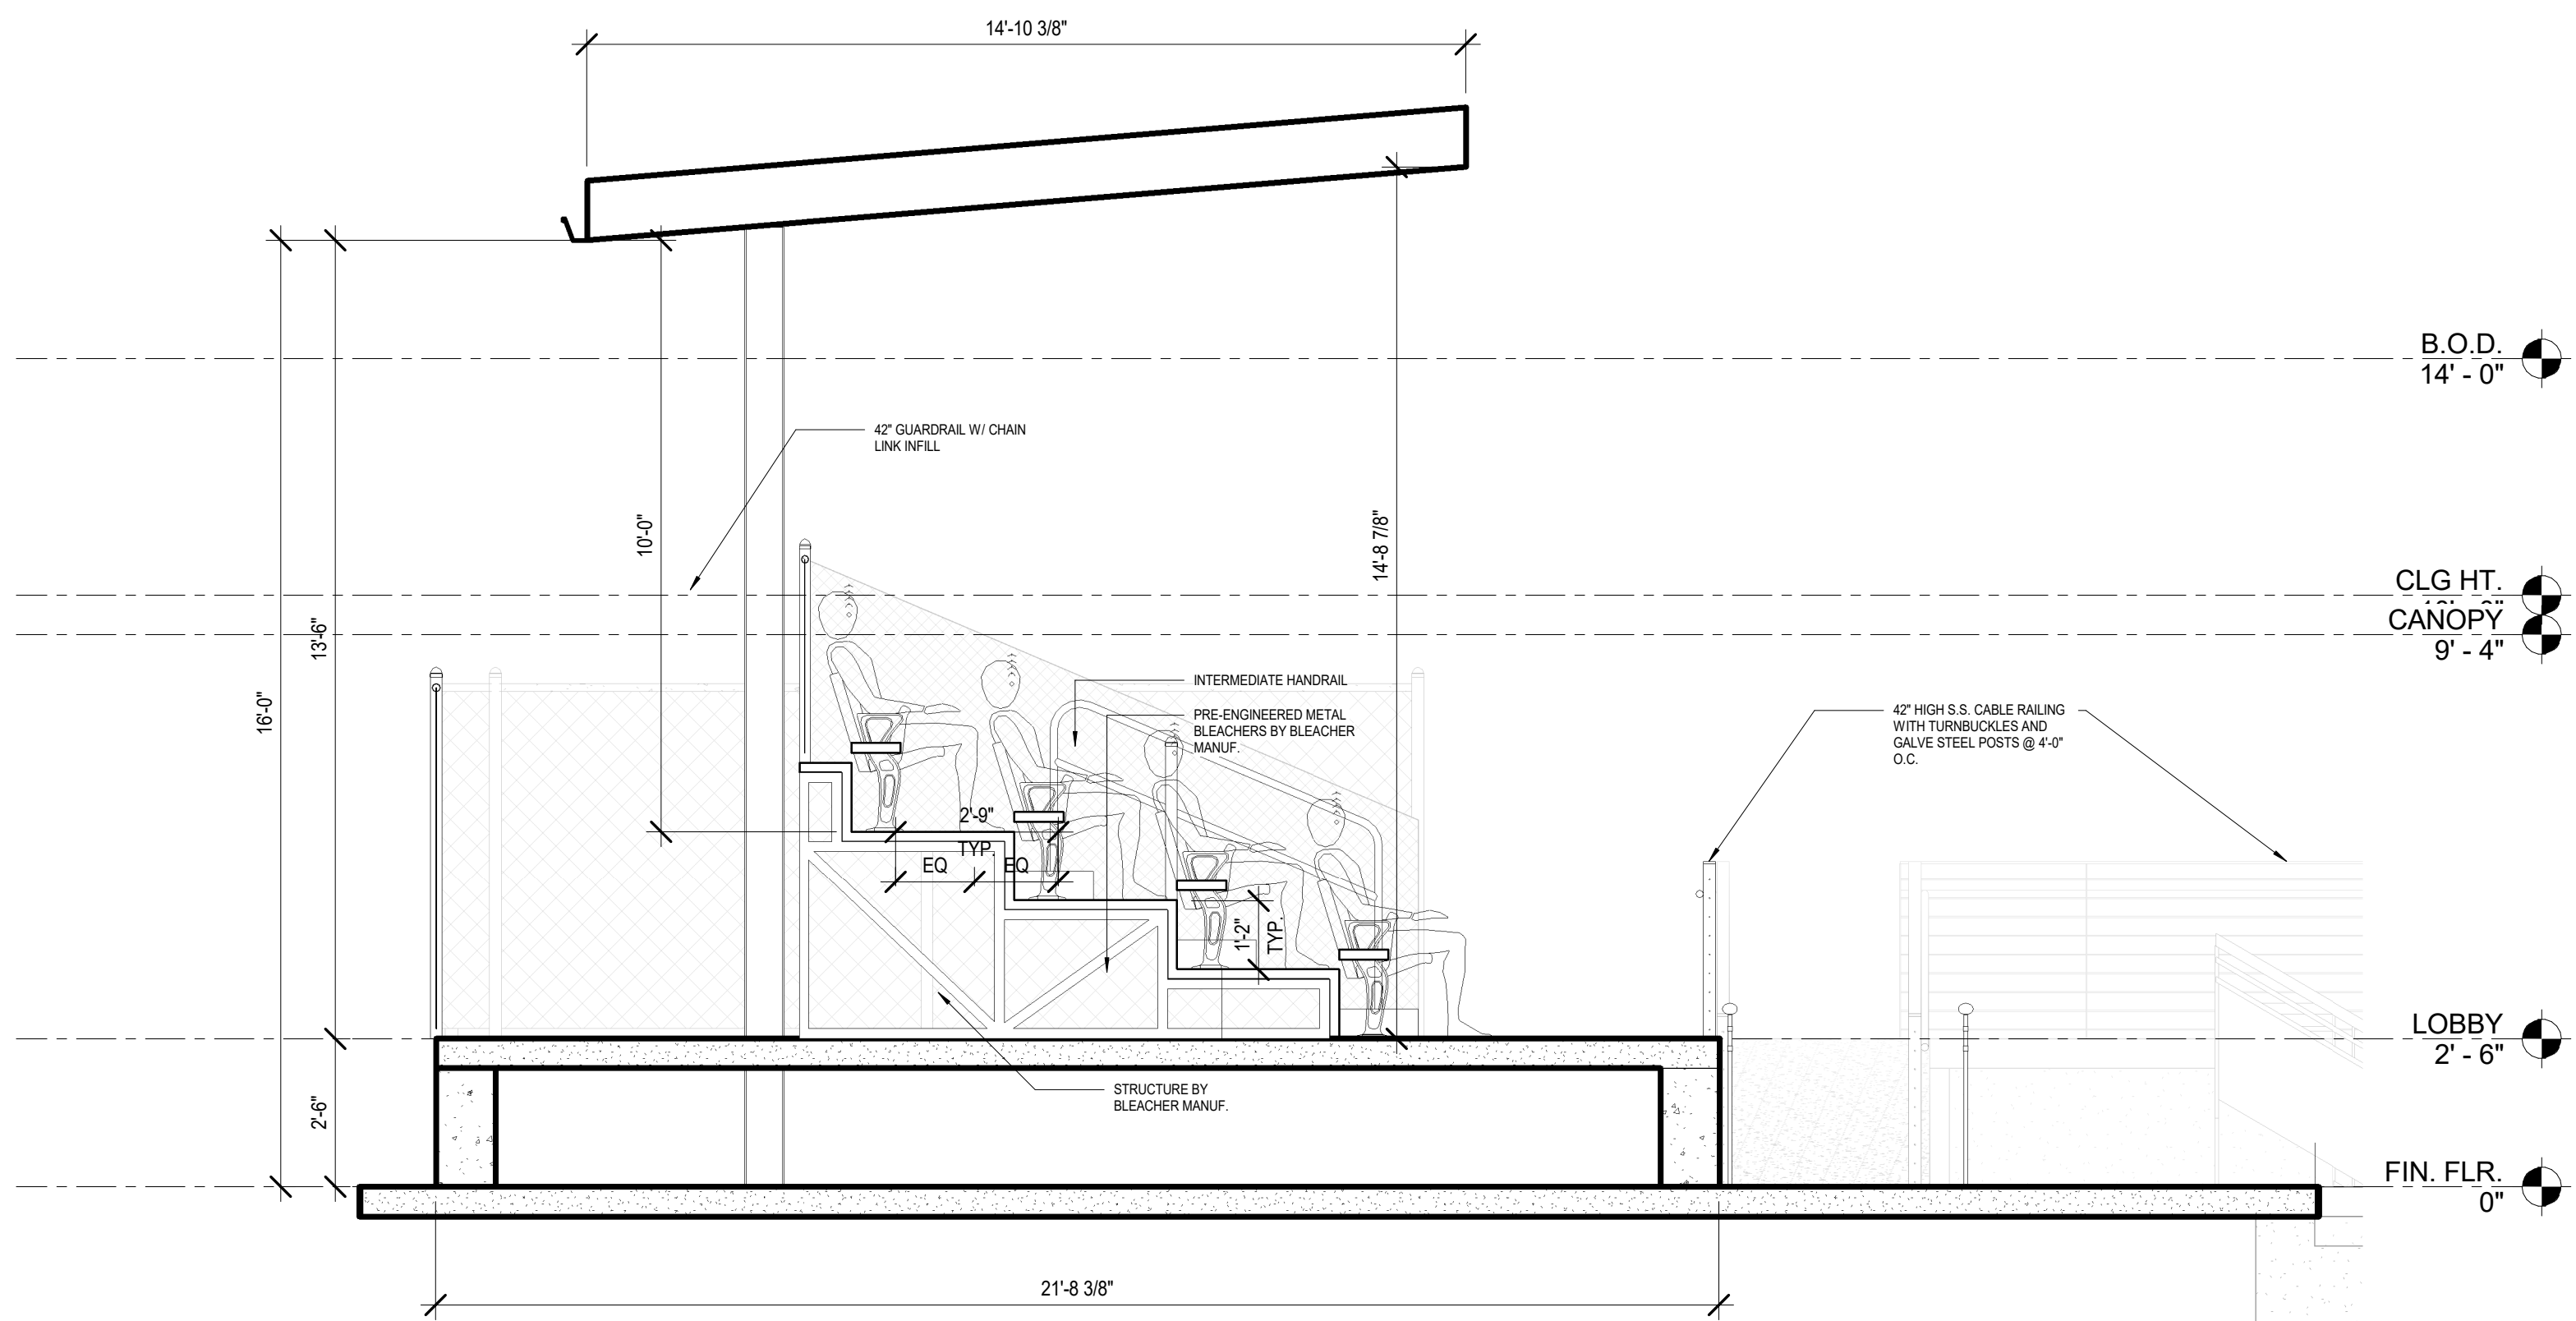 14'-10 3/8"
B.O.D.
14' - 0"
42" GUARDRAIL W/ CHAIN
LINK INFILL
10'-0"
14'-8 7/8"
CLG HT.
CANOPY
9' - 4"
13'-6"
16'-0"
INTERMEDIATE HANDRAIL
PRE-ENGINEERED METAL
BLEACHERS BY BLEACHER
MANUF.
42" HIGH S.S. CABLE RAILING
WITH TURNBUCKLES AND
GALVE STEEL POSTS @ 4'-0"
O.C.
2'-9"
TYP.
EQ
EQ
1'-2"
TYP.
LOBBY
2' - 6"
2'-6"
STRUCTURE BY
BLEACHER MANUF.
FIN. FLR.
0"
21'-8 3/8"